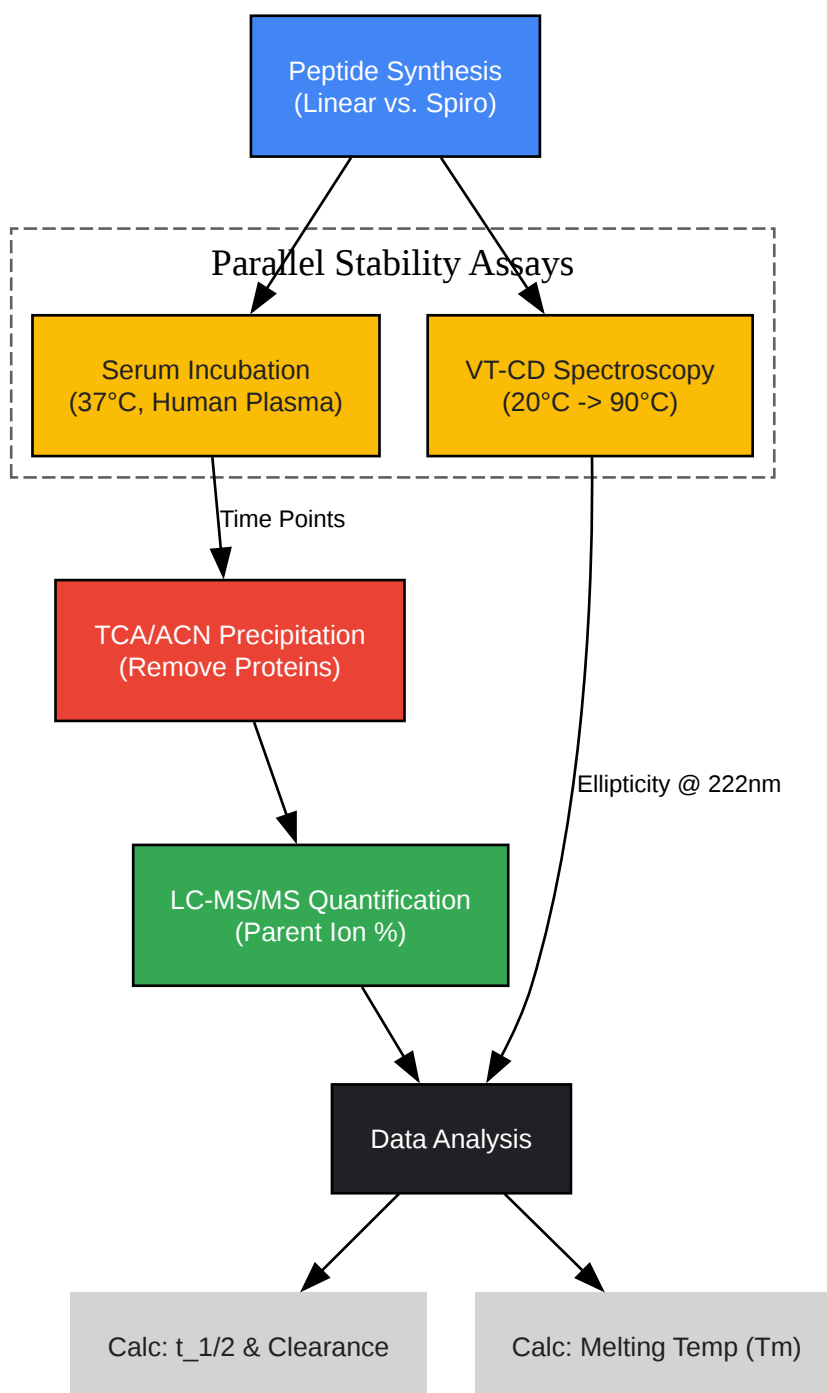 Peptide Synthesis
(Linear vs. Spiro)
Parallel Stability Assays
Serum Incubation
(37°C, Human Plasma)
VT-CD Spectroscopy
(20°C -> 90°C)
Time Points
TCA/ACN Precipitation
(Remove Proteins)
Ellipticity @ 222nm
LC-MS/MS Quantification
(Parent Ion %)
Data Analysis
Calc: t_1/2 & Clearance
Calc: Melting Temp (Tm)